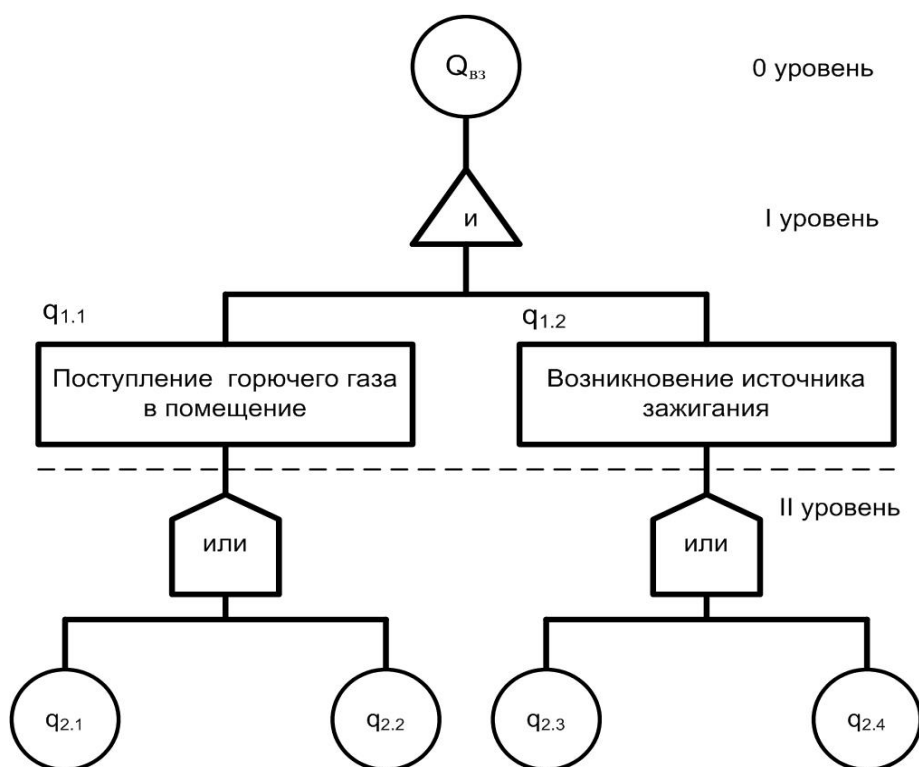 Qвз
0 уровень
и
I уровень
q1.1
q1.2
Поступление горючего газа
в помещение
Возникновение источника
зажигания
II уровень
или
или
q2.1
q2.2
q2.3
q2.4